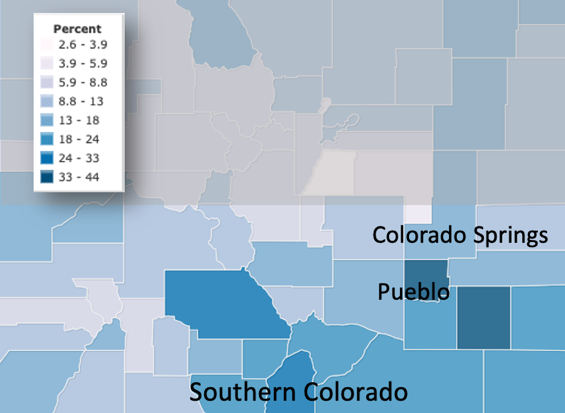 Percent
2.6 - 3.9
3.9 - 5.9
5.9 - 8.8
8.8 - 13
13 - 18
18 - 24
24 - 33
33 - 44
Colorado Springs
Pueblo
Southern Colorado